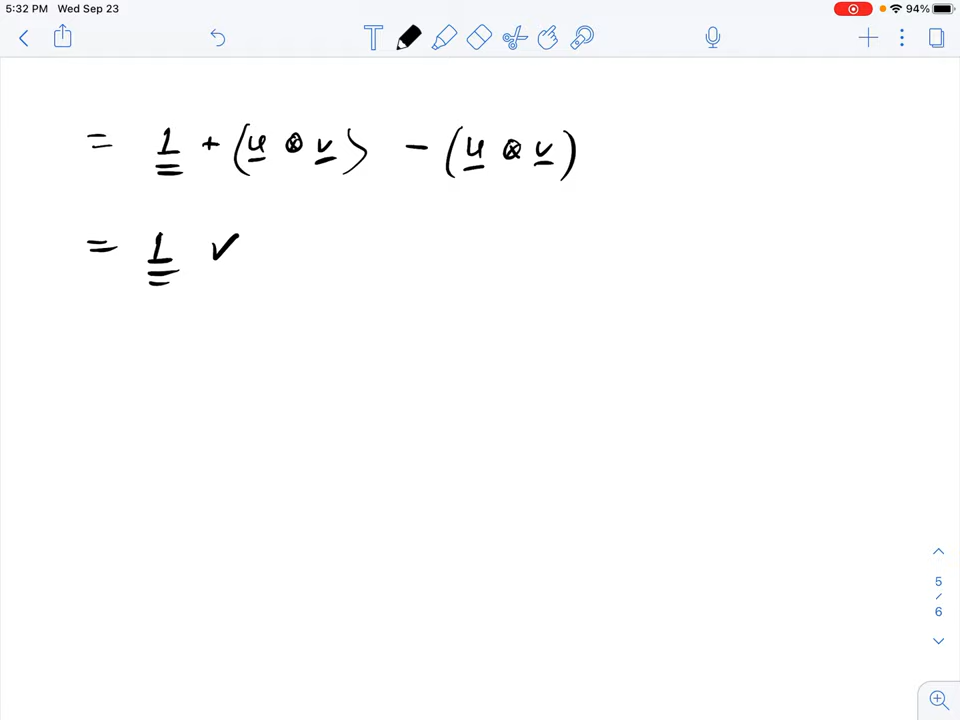 5:32 PM Wed Sep 23 94%
T
= 1 + (u ⊗ v) - (u ⊗ v)
= 1 ✓
5
/
6